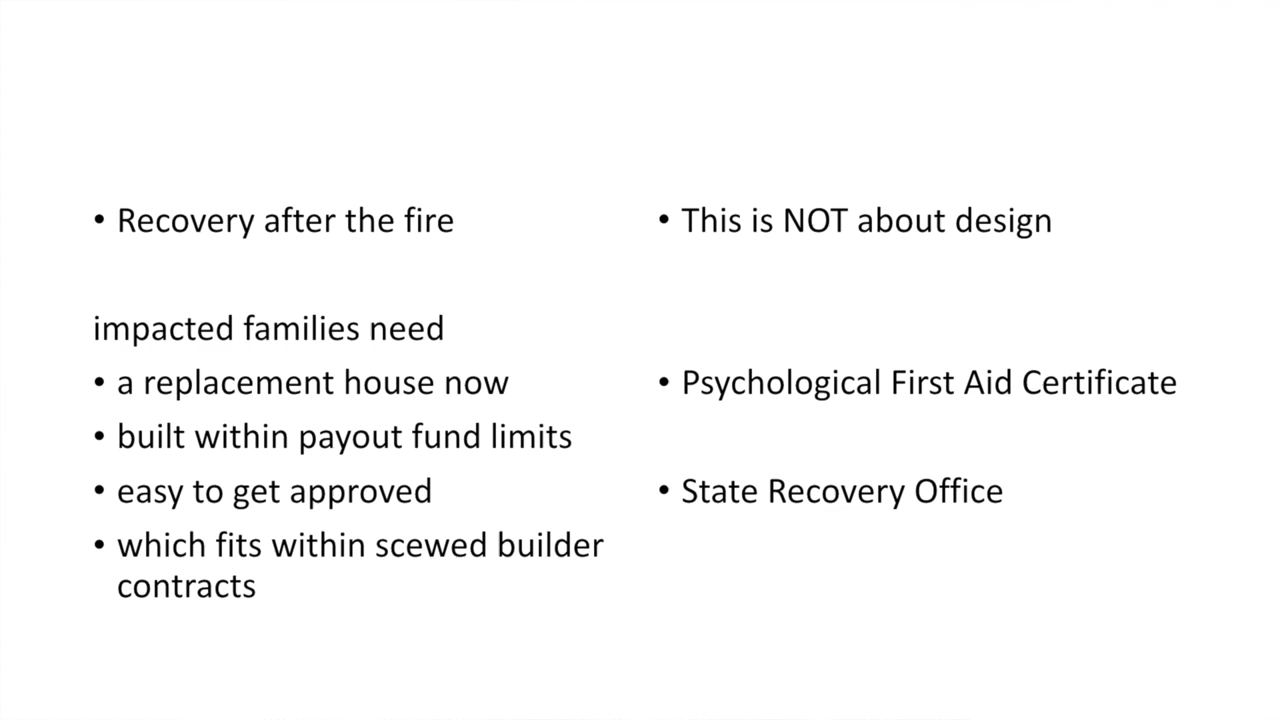 • Recovery after the fire
impacted families need
• a replacement house now
• built within payout fund limits
• easy to get approved
• which fits within scewed builder
contracts
• This is NOT about design
• Psychological First Aid Certificate
• State Recovery Office